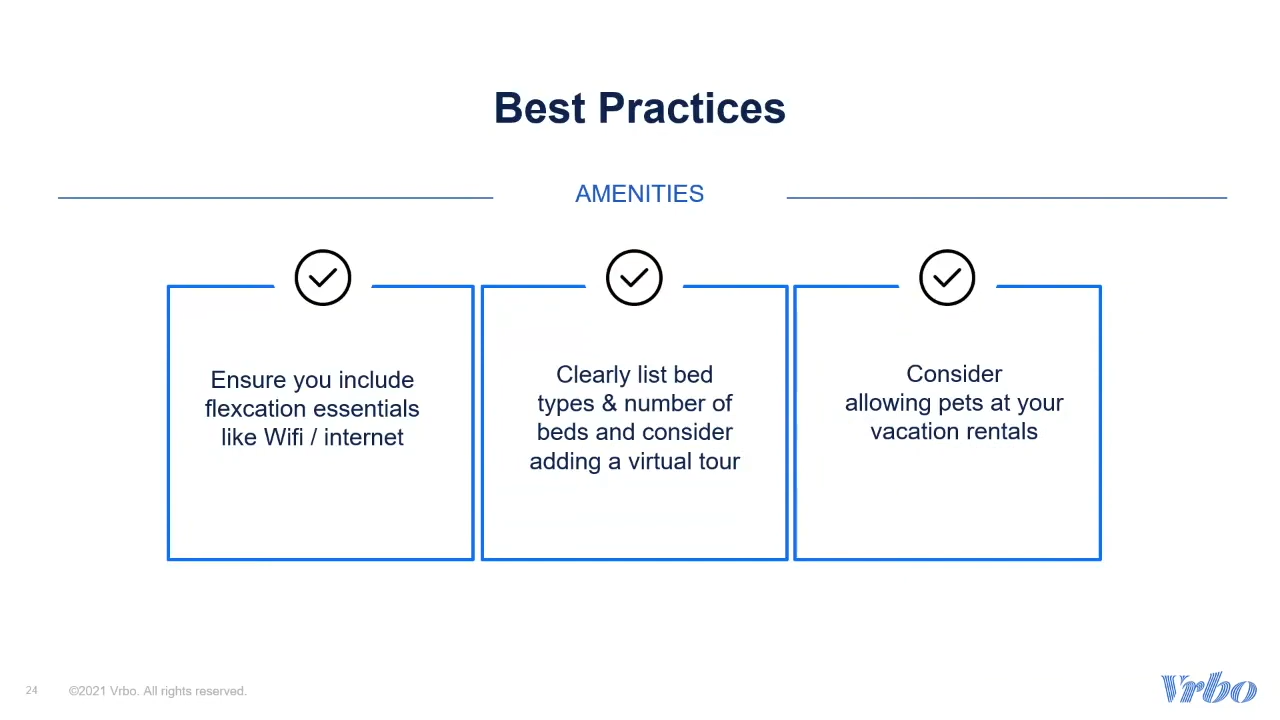 Best Practices
AMENITIES
Ensure you include
flexcation essentials
like Wifi / internet
Clearly list bed
types & number of
beds and consider
adding a virtual tour
Consider
allowing pets at your
vacation rentals
24 ©2021 Vrbo. All rights reserved.
Vrbo